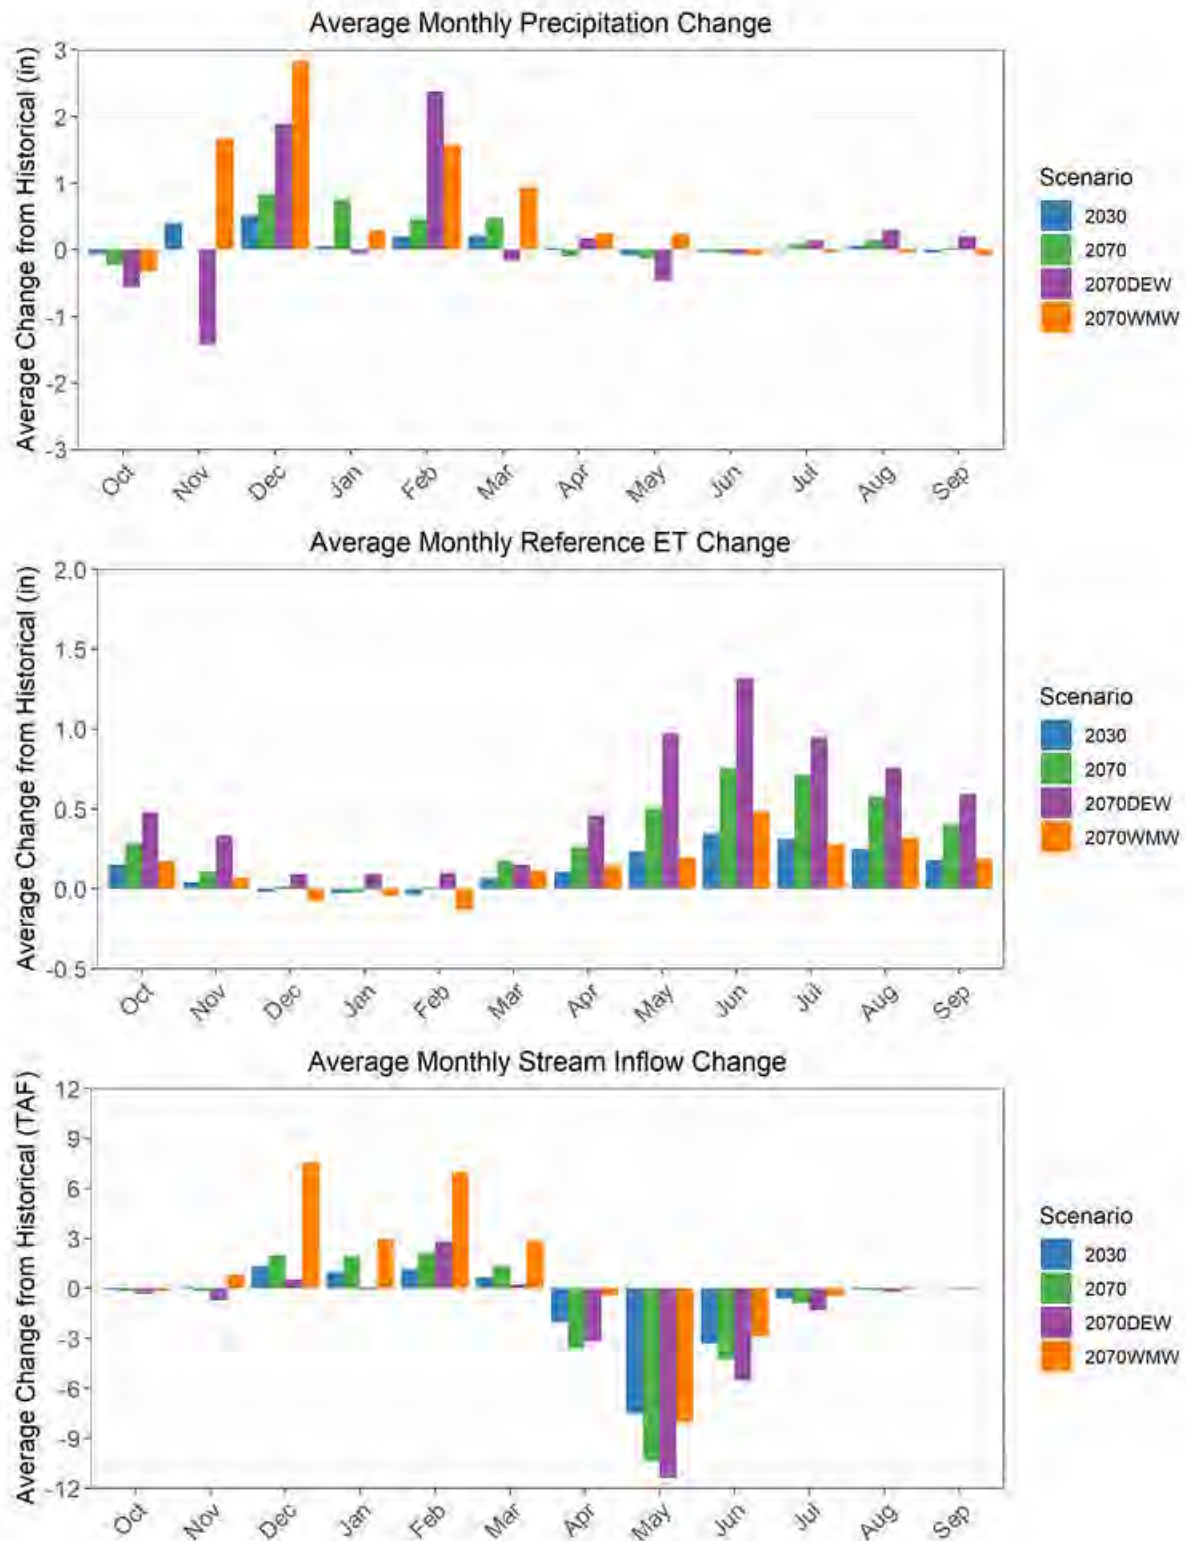 Average Monthly Precipitation Change
Average Change from Historical (in)
3
2
1
0
-1
-2
-3
Oct
Nov
Dec
Jan
Feb
Mar
Apr
May
Jun
Jul
Aug
Sep
Scenario
2030
2070
2070DEW
2070WMW
Average Monthly Reference ET Change
Average Change from Historical (in)
2.0
1.5
1.0
0.5
0.0
-0.5
Oct
Nov
Dec
Jan
Feb
Mar
Apr
May
Jun
Jul
Aug
Sep
Scenario
2030
2070
2070DEW
2070WMW
Average Monthly Stream Inflow Change
Average Change from Historical (TAF)
12
9
6
3
0
-3
-6
-9
-12
Oct
Nov
Dec
Jan
Feb
Mar
Apr
May
Jun
Jul
Aug
Sep
Scenario
2030
2070
2070DEW
2070WMW